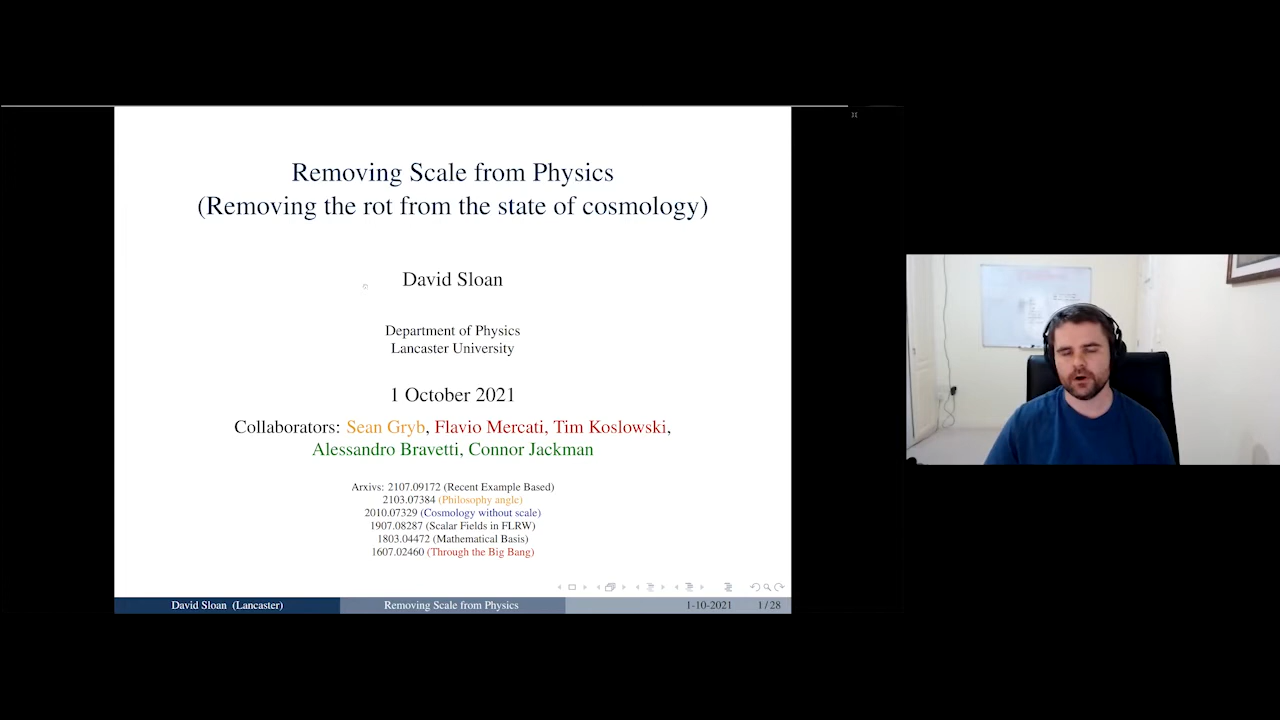 Removing Scale from Physics
(Removing the rot from the state of cosmology)
David Sloan
Department of Physics
Lancaster University
1 October 2021
Collaborators: Sean Gryb, Flavio Mercati, Tim Koslowski,
Alessandro Bravetti, Connor Jackman
Arxivs: 2107.09172 (Recent Example Based)
2103.07384 (Philosophy angle)
2010.07329 (Cosmology without scale)
1907.08287 (Scalar Fields in FLRW)
1803.04472 (Mathematical Basis)
1607.02460 (Through the Big Bang)
David Sloan (Lancaster)
Removing Scale from Physics
1-10-2021
1 / 28